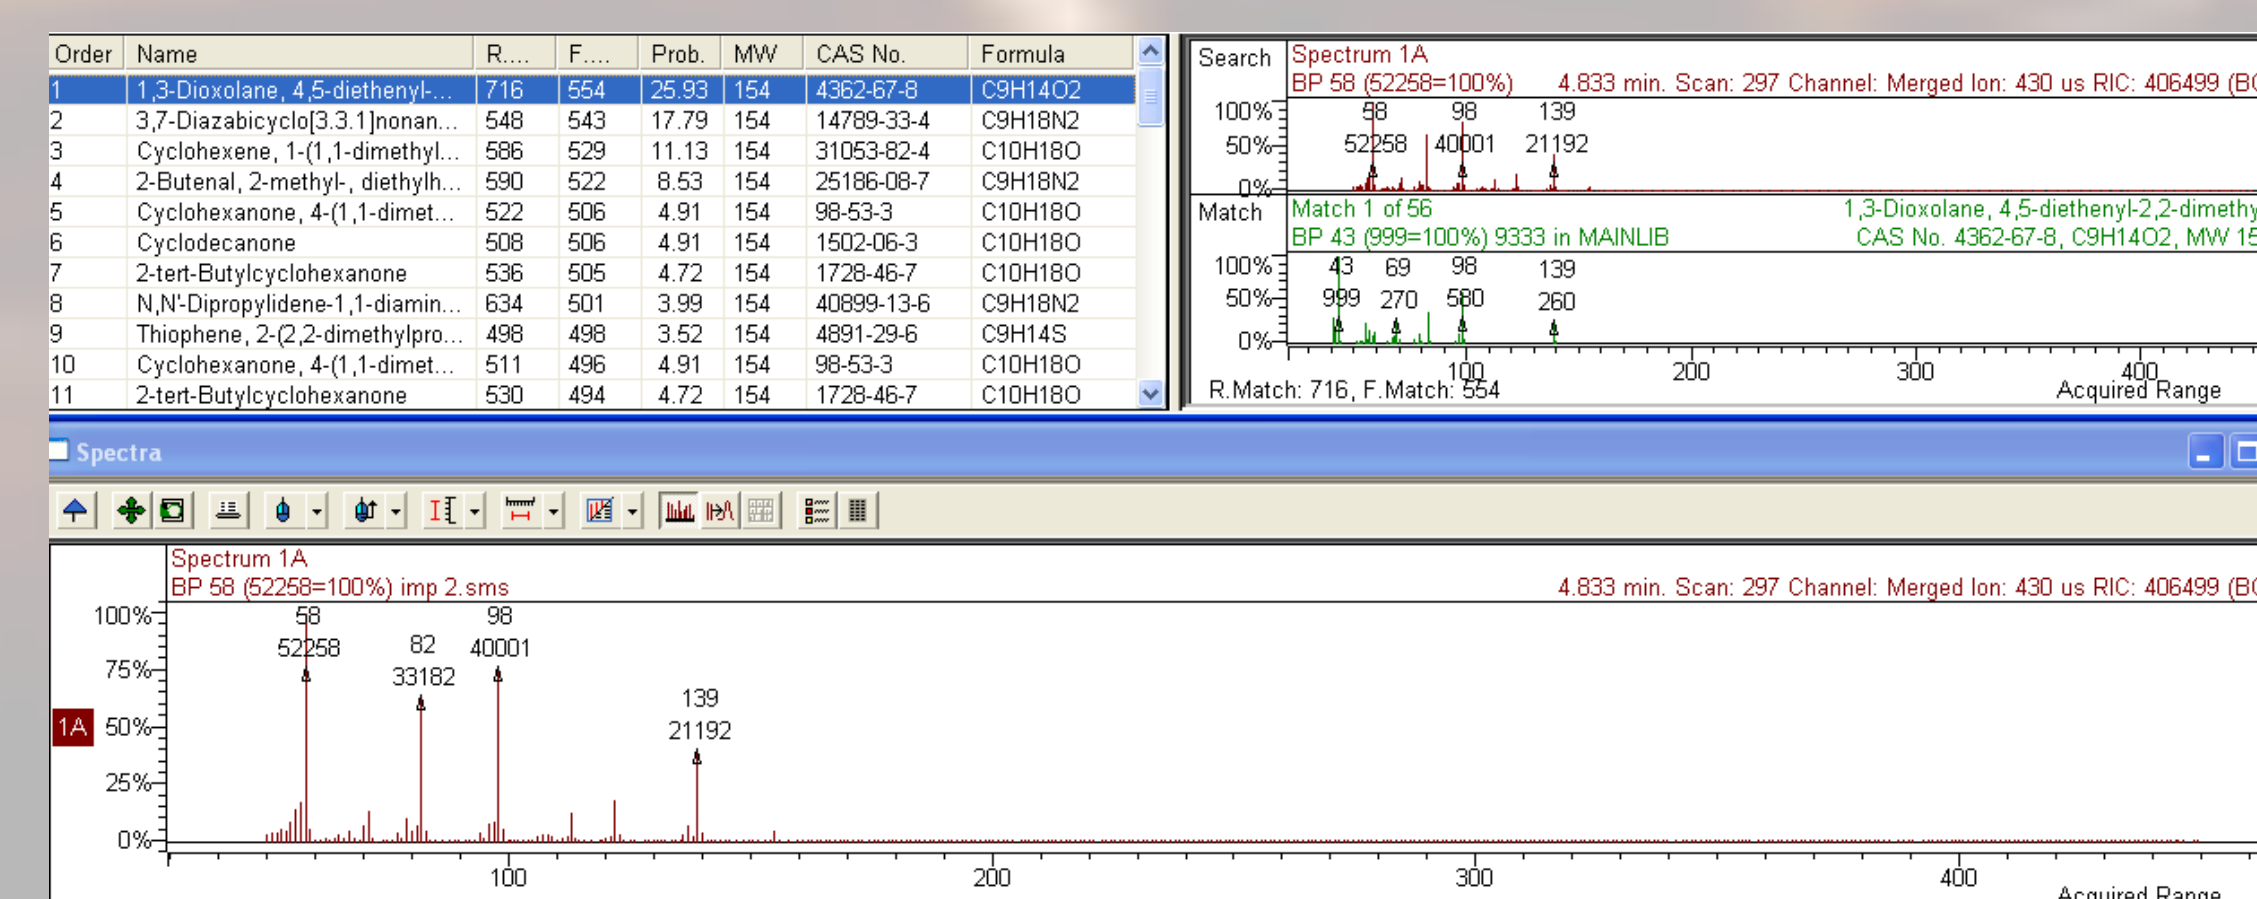 Order Name R.... F.... Prob. MW CAS No. Formula
1 1,3-Dioxolane, 4,5-diethenyl-... 716 554 25.93 154 4362-67-8 C9H14O2
2 3,7-Diazabicyclo[3.3.1]nonan... 548 543 17.79 154 14789-33-4 C9H18N2
3 Cyclohexene, 1-(1,1-dimethyl... 586 529 11.13 154 31053-82-4 C10H18O
4 2-Butenal, 2-methyl-, diethylh... 590 522 8.53 154 25186-08-7 C9H18N2
5 Cyclohexanone, 4-(1,1-dimet... 522 506 4.91 154 98-53-3 C10H18O
6 Cyclodecanone 508 506 4.91 154 1502-06-3 C10H18O
7 2-tert-Butylcyclohexanone 536 505 4.72 154 1728-46-7 C10H18O
8 N,N'-Dipropylidene-1,1-diamin... 634 501 3.99 154 40899-13-6 C9H18N2
9 Thiophene, 2-(2,2-dimethylpro... 498 498 3.52 154 4891-29-6 C9H14S
10 Cyclohexanone, 4-(1,1-dimet... 511 496 4.91 154 98-53-3 C10H18O
11 2-tert-Butylcyclohexanone 530 494 4.72 154 1728-46-7 C10H18O
Search Spectrum 1A
BP 58 (52258=100%) 4.833 min. Scan: 297 Channel: Merged Ion: 430 us RIC: 406499 (BC
100% 58 98 139
50% 52258 40001 21192
0%
Match Match 1 of 56 1,3-Dioxolane, 4,5-diethenyl-2,2-dimethy
BP 43 (999=100%) 9333 in MAINLIB CAS No. 4362-67-8, C9H14O2, MW 15
100% 43 69 98 139
50% 999 270 580 260
0%
100 200 300 400
R.Match: 716, F.Match: 554 Acquired Range
Spectra
Spectrum 1A
BP 58 (52258=100%) imp 2.sms 4.833 min. Scan: 297 Channel: Merged Ion: 430 us RIC: 406499 (BC
100% 58 98
52258 82 40001
75% 33182
139
1A 50% 21192
25%
0%
100 200 300 400
Acquired Range